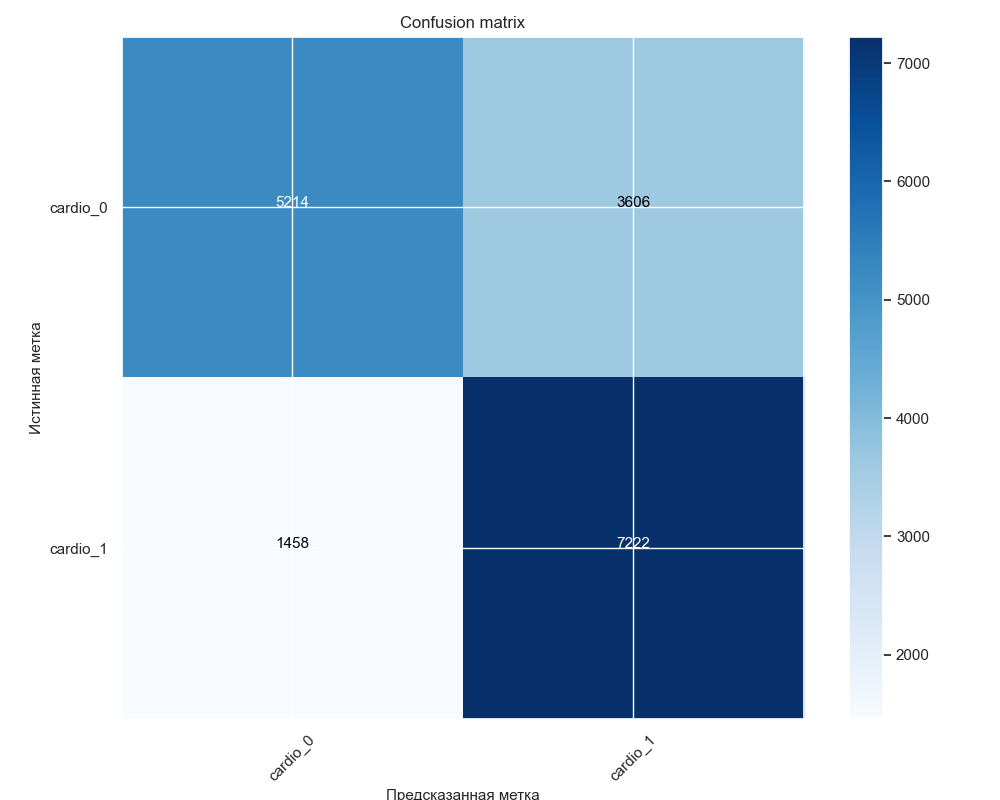 Confusion matrix
7000
6000
5000
4000
3000
2000
cardio_0
5214
3606
Истинная метка
cardio_1
1458
7222
cardio_0
cardio_1
Предсказанная метка